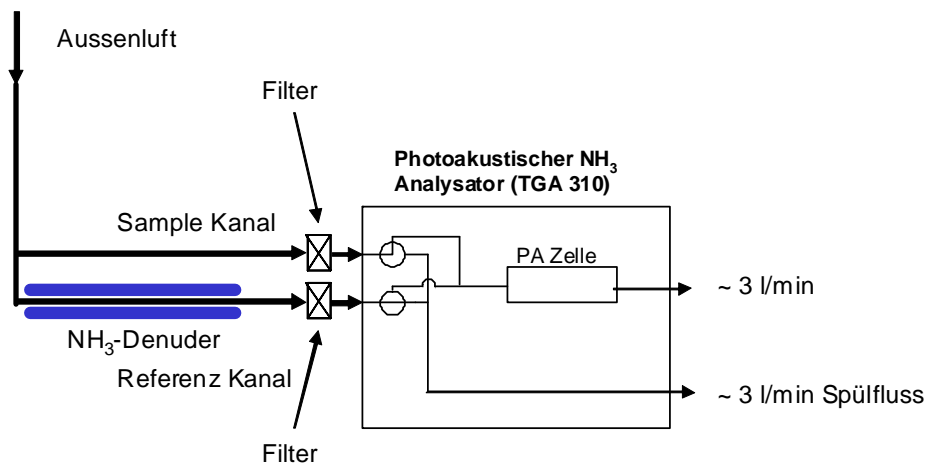 Aussenluft
Filter
Photoakustischer NH₃
Analysator (TGA 310)
Sample Kanal
PA Zelle
~ 3 l/min
NH₃-Denuder
Referenz Kanal
~ 3 l/min Spülfluss
Filter